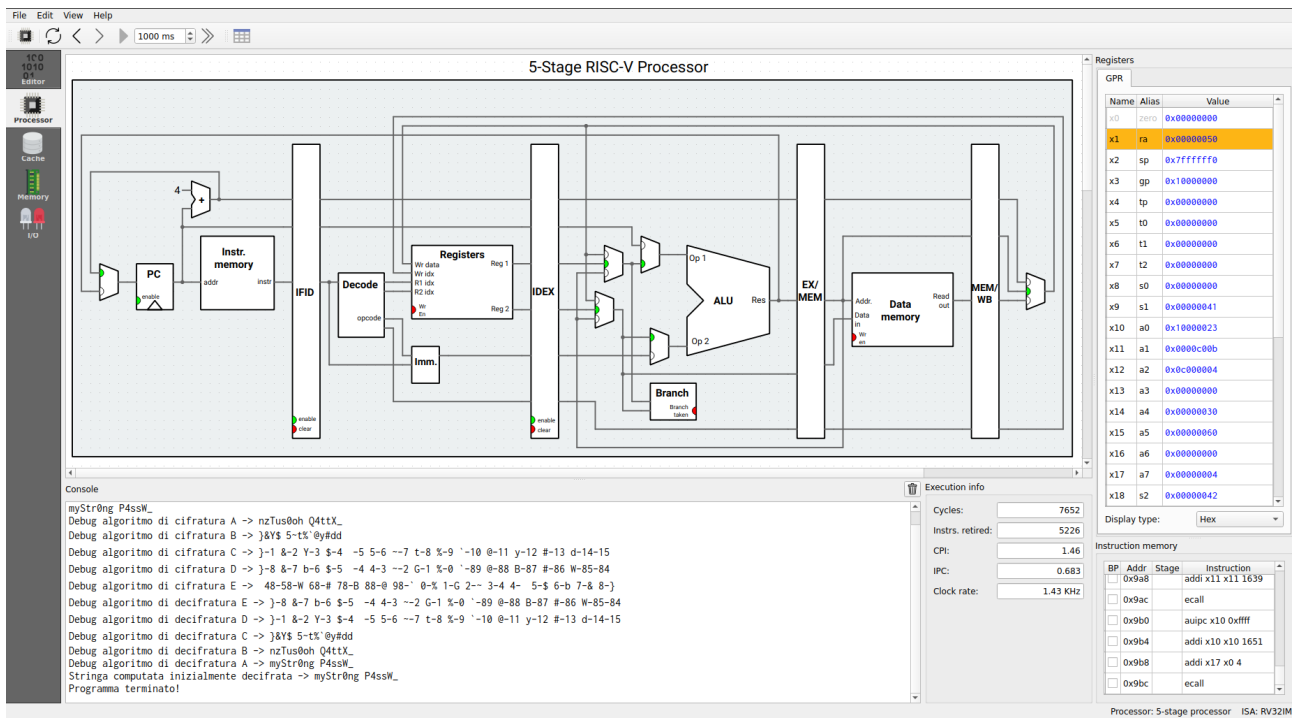 File Edit View Help
1000 ms
Editor
Processor
Cache
Memory
I/O
5-Stage RISC-V Processor
4
+
PC
enable
Instr.
memory
addr
instr
IFID
enable
clear
Decode
opcode
Registers
Wr data
Wr idx
R1 idx
R2 idx
Wr
En
Reg 1
Reg 2
Imm.
IDEX
enable
clear
Op 1
ALU
Res
Op 2
Branch
Branch
taken
EX/
MEM
Addr.
Data
in
Wr
en
Data
memory
Read
out
MEM/
WB
Console
myStr0ng P4ssW_
Debug algoritmo di cifratura A -> nzTus0oh Q4ttX_
Debug algoritmo di cifratura B -> }&Y$ 5~t%`@y#dd
Debug algoritmo di cifratura C -> }-1 &-2 Y-3 $-4  -5 5-6 ~-7 t-8 %-9 `-10 @-11 y-12 #-13 d-14-15
Debug algoritmo di cifratura D -> }-8 &-7 b-6 $-5  -4 4-3 ~-2 G-1 %-0 `-89 @-88 B-87 #-86 W-85-84
Debug algoritmo di cifratura E ->  48-58-W 68-# 78-B 88-@ 98-` 0-% 1-G 2-~ 3-4 4-  5-$ 6-b 7-& 8-}
Debug algoritmo di decifratura E -> }-8 &-7 b-6 $-5  -4 4-3 ~-2 G-1 %-0 `-89 @-88 B-87 #-86 W-85-84
Debug algoritmo di decifratura D -> }-1 &-2 Y-3 $-4  -5 5-6 ~-7 t-8 %-9 `-10 @-11 y-12 #-13 d-14-15
Debug algoritmo di decifratura C -> }&Y$ 5~t%`@y#dd
Debug algoritmo di decifratura B -> nzTus0oh Q4ttX_
Debug algoritmo di decifratura A -> myStr0ng P4ssW_
Stringa computata inizialmente decifrata -> myStr0ng P4ssW_
Programma terminato!
Execution info
Cycles: 7652
Instrs. retired: 5226
CPI: 1.46
IPC: 0.683
Clock rate: 1.43 KHz
Registers
GPR
Name Alias Value
x0 zero 0x00000000
x1 ra 0x00000050
x2 sp 0x7ffffff0
x3 gp 0x10000000
x4 tp 0x00000000
x5 t0 0x00000000
x6 t1 0x00000000
x7 t2 0x00000000
x8 s0 0x00000000
x9 s1 0x00000041
x10 a0 0x10000023
x11 a1 0x0000c00b
x12 a2 0x0c000004
x13 a3 0x00000000
x14 a4 0x00000030
x15 a5 0x00000060
x16 a6 0x00000000
x17 a7 0x00000004
x18 s2 0x00000042
Display type: Hex
Instruction memory
BP Addr Stage Instruction
0x9a8 addi x11 x11 1639
0x9ac ecall
0x9b0 auipc x10 0xffff
0x9b4 addi x10 x10 1651
0x9b8 addi x17 x0 4
0x9bc ecall
Processor: 5-stage processor ISA: RV32IM